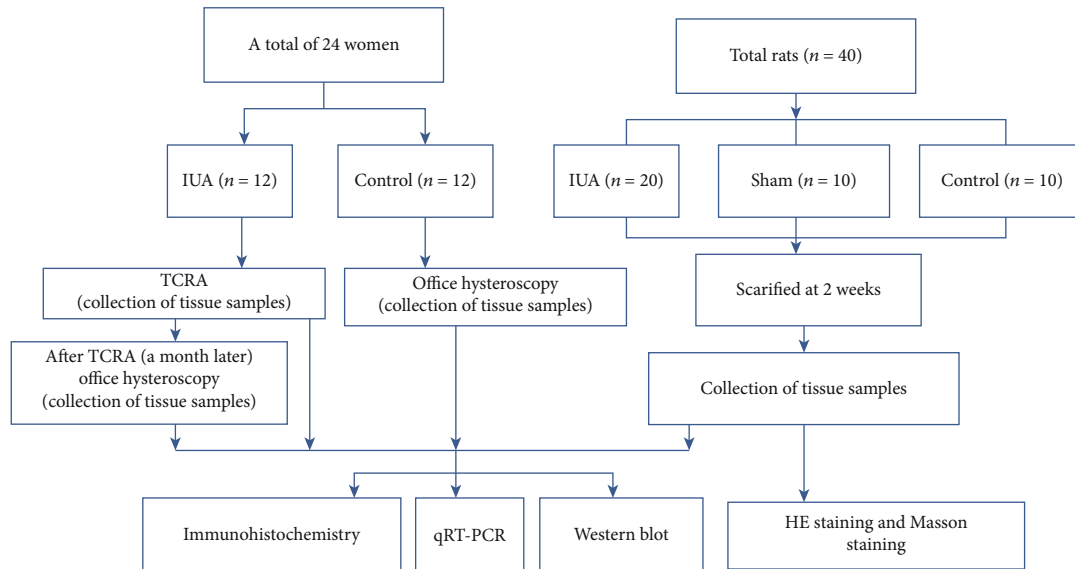 A total of 24 women
Total rats (n = 40)
IUA (n = 12)
Control (n = 12)
IUA (n = 20)
Sham (n = 10)
Control (n = 10)
TCRA
(collection of tissue samples)
Office hysteroscopy
(collection of tissue samples)
Scarified at 2 weeks
After TCRA (a month later)
office hysteroscopy
(collection of tissue samples)
Collection of tissue samples
Immunohistochemistry
qRT-PCR
Western blot
HE staining and Masson
staining